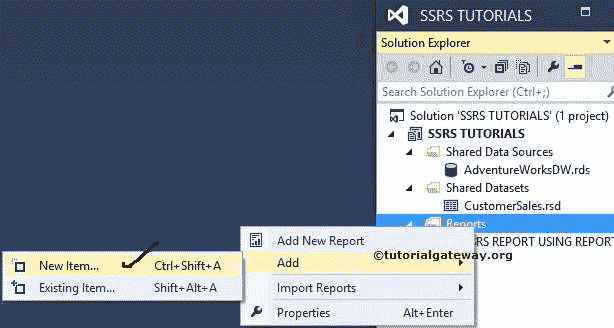 SSRS TUTORIALS
Solution Explorer
Search Solution Explorer (Ctrl+;)
Solution 'SSRS TUTORIALS' (1 project)
SSRS TUTORIALS
Shared Data Sources
AdventureWorksDW.rds
Shared Datasets
CustomerSales.rsd
Reports
RS REPORT USING REPORT
Add New Report
Add
©tutorialgateway.org
New Item... Ctrl+Shift+A
Existing Item... Shift+Alt+A
Import Reports
Properties Alt+Enter